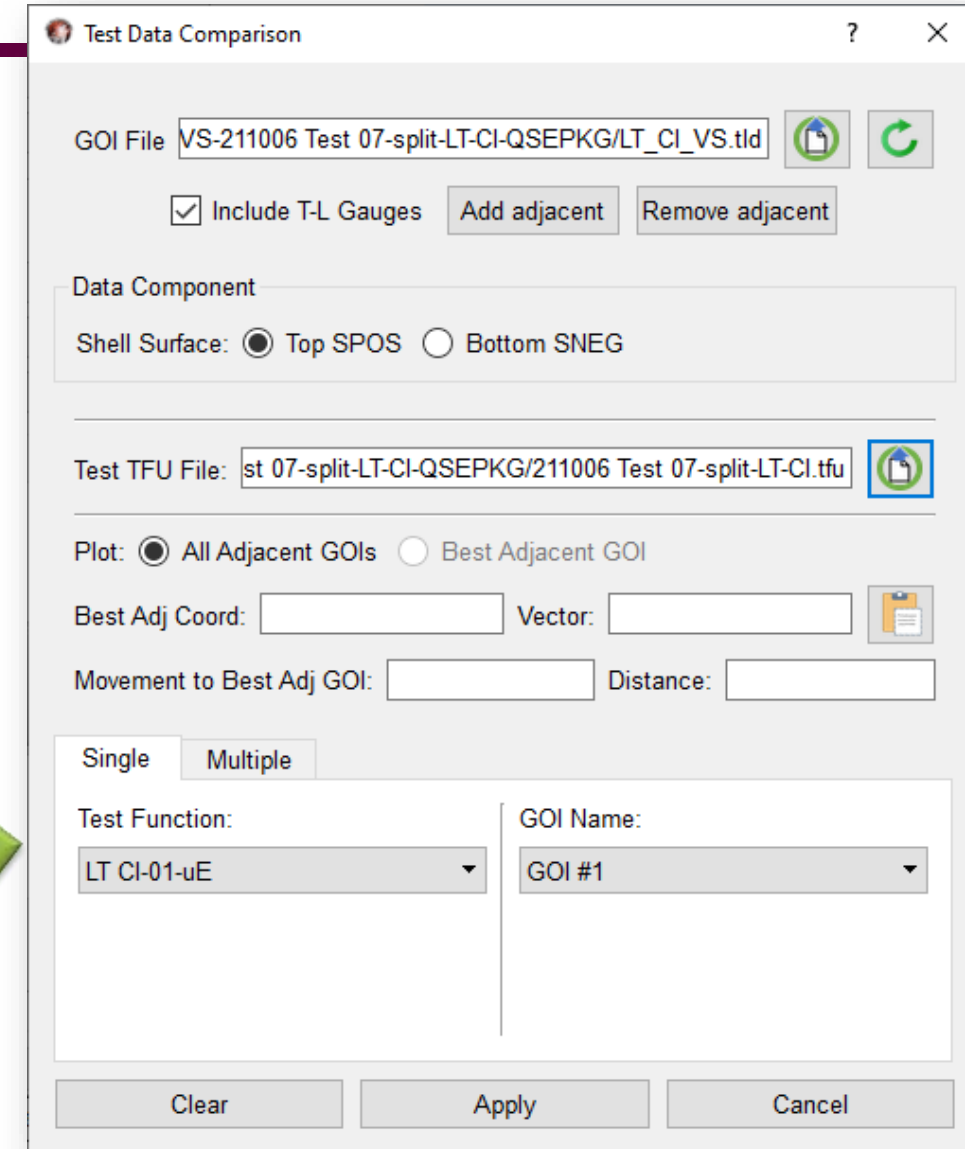 Test Data Comparison ?
GOI File VS-211006 Test 07-split-LT-CI-QSEPKG/LT_CI_VS.tld
Include T-L Gauges Add adjacent Remove adjacent
Data Component
Shell Surface: Top SPOS Bottom SNEG
Test TFU File: st 07-split-LT-CI-QSEPKG/211006 Test 07-split-LT-CI.tfu
Plot: All Adjacent GOIs Best Adjacent GOI
Best Adj Coord: Vector:
Movement to Best Adj GOI: Distance:
Single Multiple
Test Function: GOI Name:
LT CI-01-uE GOI #1
Clear Apply Cancel